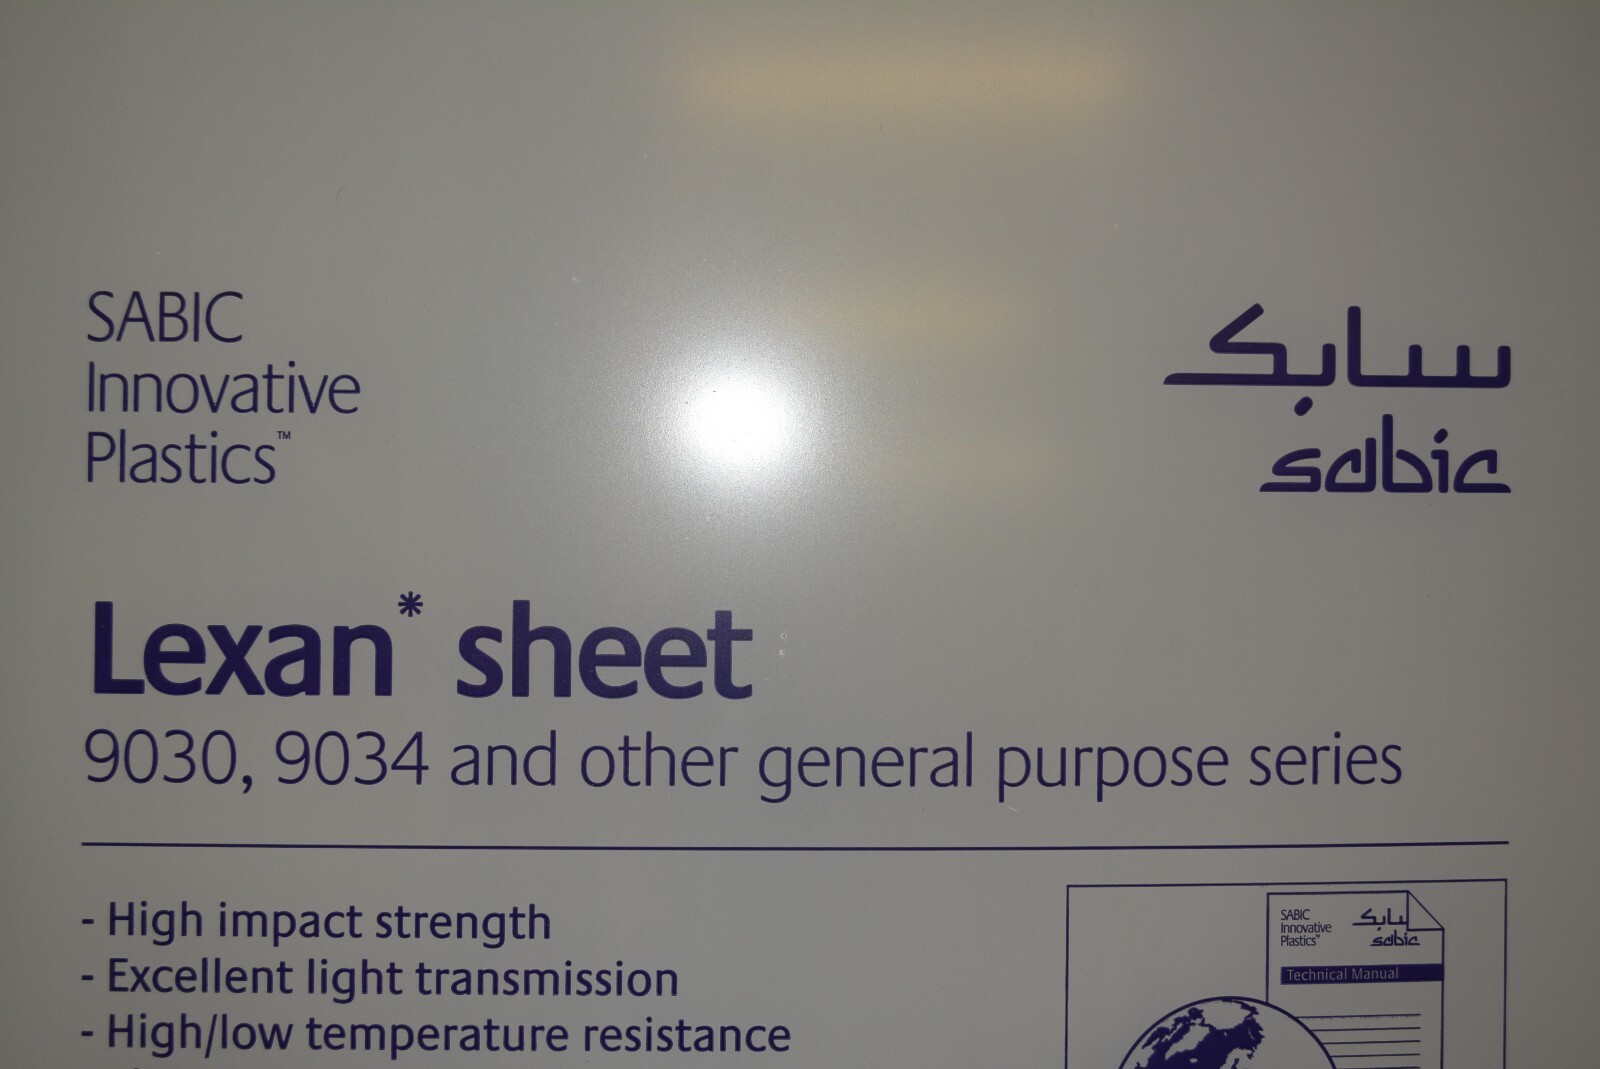 SABIC
Innovative
Plastics™
سابك
sabic
Lexan* sheet
9030, 9034 and other general purpose series
- High impact strength
- Excellent light transmission
- High/low temperature resistance
SABIC
Innovative
Plastics™
سابك
sabic
Technical Manual